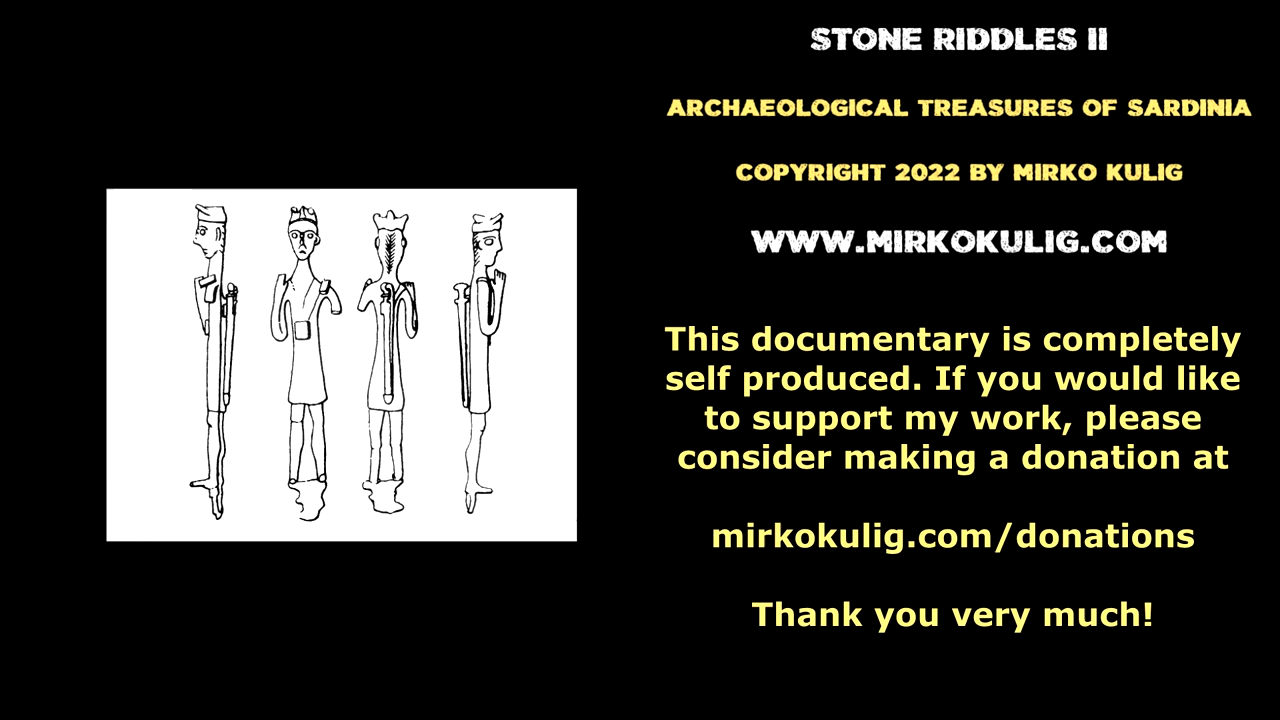 STONE RIDDLES II
ARCHAEOLOGICAL TREASURES OF SARDINIA
COPYRIGHT 2022 BY MIRKO KULIG
WWW.MIRKOKULIG.COM
This documentary is completely
self produced. If you would like
to support my work, please
consider making a donation at
mirkokulig.com/donations
Thank you very much!